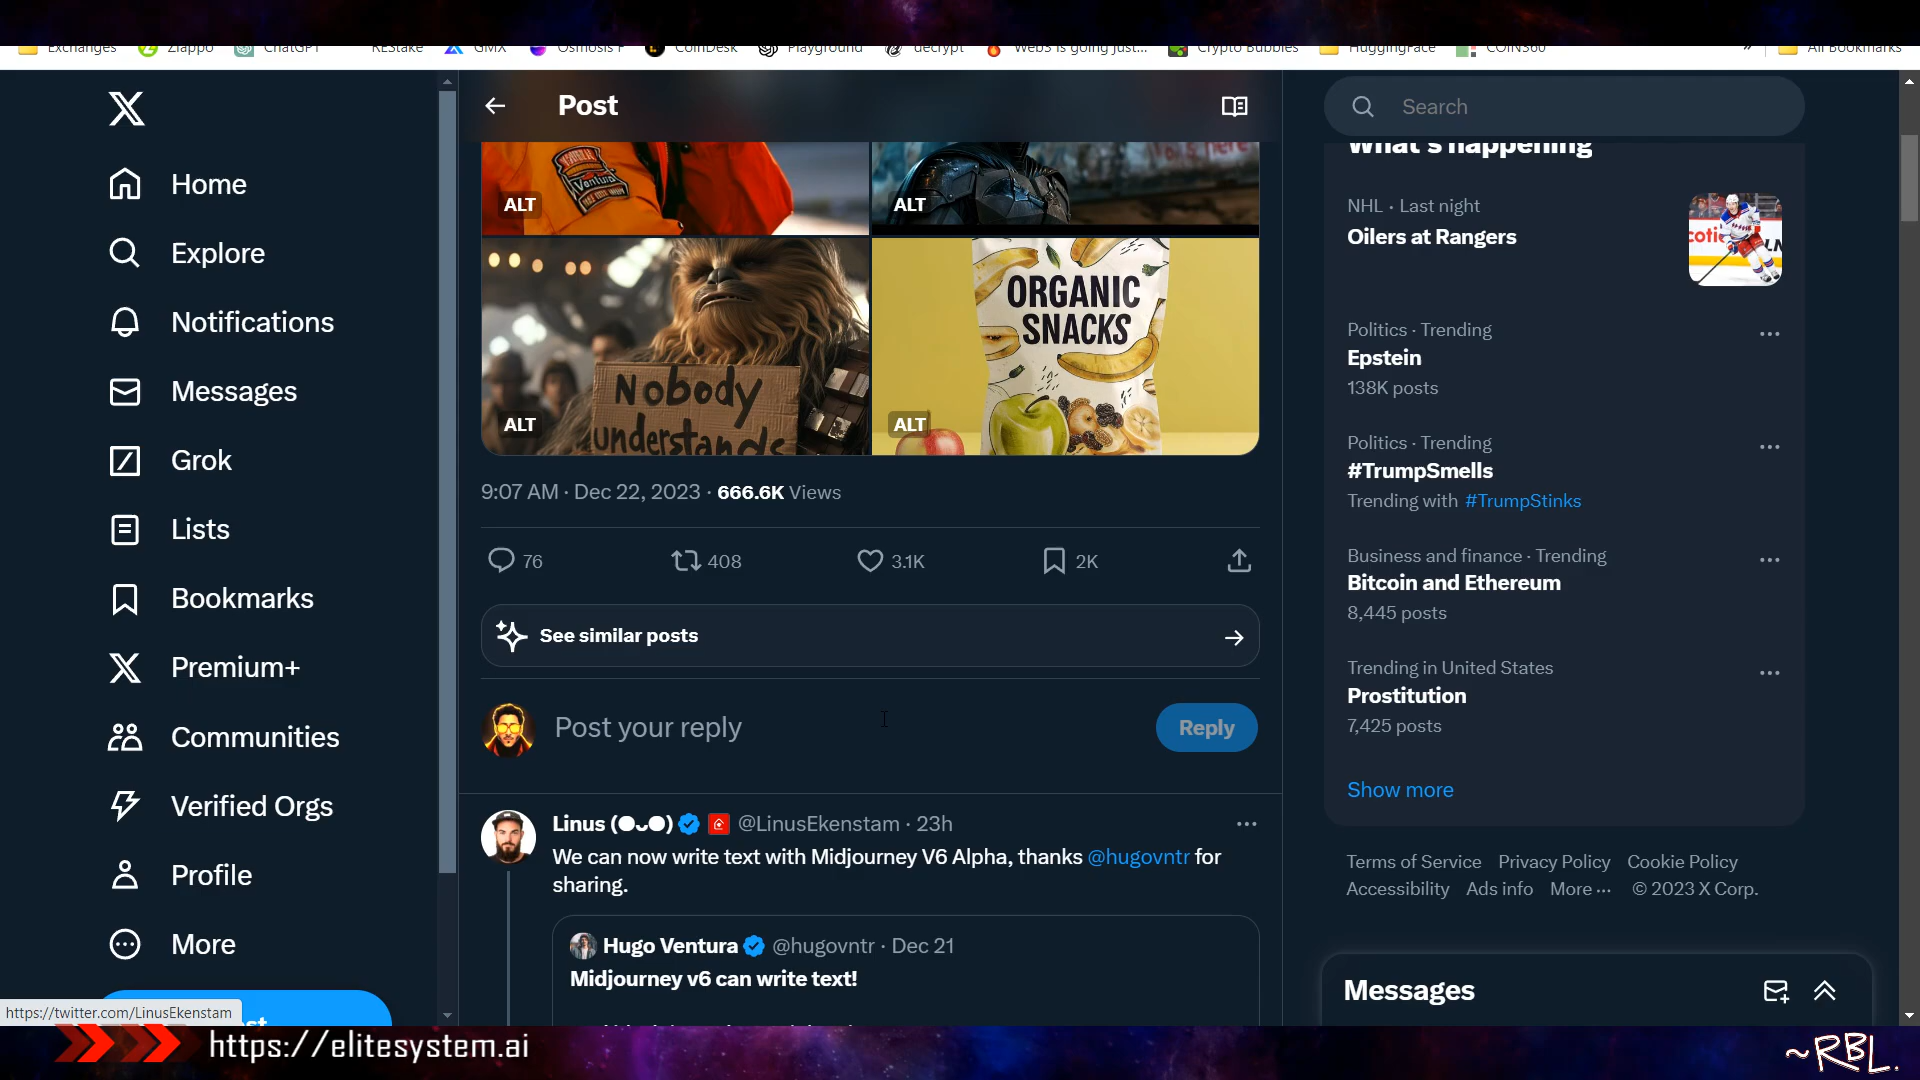 Exchanges
Zlappo
ChatGPT
REStake
GMX
Osmosis F
CoinDesk
Playground
decrypt
Web3 is going just...
Crypto Bubbles
HuggingFace
COIN360
»
All Bookmarks
Home
Explore
Notifications
Messages
Grok
Lists
Bookmarks
Premium+
Communities
Verified Orgs
Profile
More
https://twitter.com/LinusEkenstam
Post
Ventura
ALT
ALT
Nobody
understands
ALT
ORGANIC
SNACKS
ALT
9:07 AM · Dec 22, 2023 · 666.6K Views
76
408
3.1K
2K
See similar posts
Post your reply
Reply
Linus @LinusEkenstam · 23h
We can now write text with Midjourney V6 Alpha, thanks @hugovntr for
sharing.
Hugo Ventura @hugovntr · Dec 21
Midjourney v6 can write text!
Search
What's happening
NHL · Last night
Oilers at Rangers
Politics · Trending
Epstein
138K posts
Politics · Trending
#TrumpSmells
Trending with #TrumpStinks
Business and finance · Trending
Bitcoin and Ethereum
8,445 posts
Trending in United States
Prostitution
7,425 posts
Show more
Terms of Service Privacy Policy Cookie Policy
Accessibility Ads info More ··· © 2023 X Corp.
Messages
https://elitesystem.ai
~RBL.